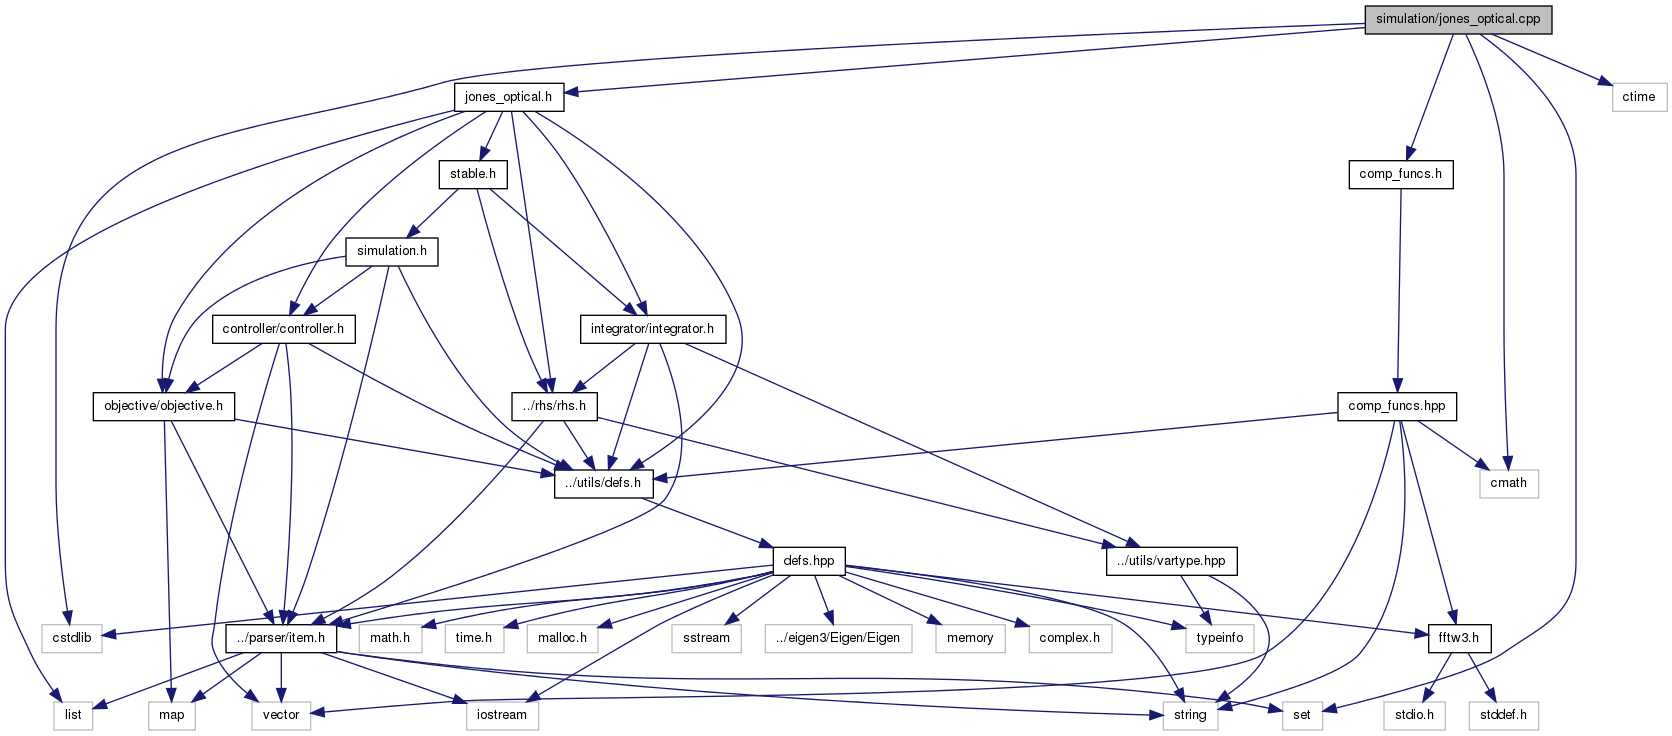 simulation/jones_optical.cpp
jones_optical.h
ctime
stable.h
comp_funcs.h
simulation.h
controller/controller.h
integrator/integrator.h
objective/objective.h
../rhs/rhs.h
comp_funcs.hpp
../utils/defs.h
cmath
defs.hpp
../utils/vartype.hpp
cstdlib
../parser/item.h
math.h
time.h
malloc.h
sstream
../eigen3/Eigen/Eigen
memory
complex.h
typeinfo
fftw3.h
list
map
vector
iostream
string
set
stdio.h
stddef.h